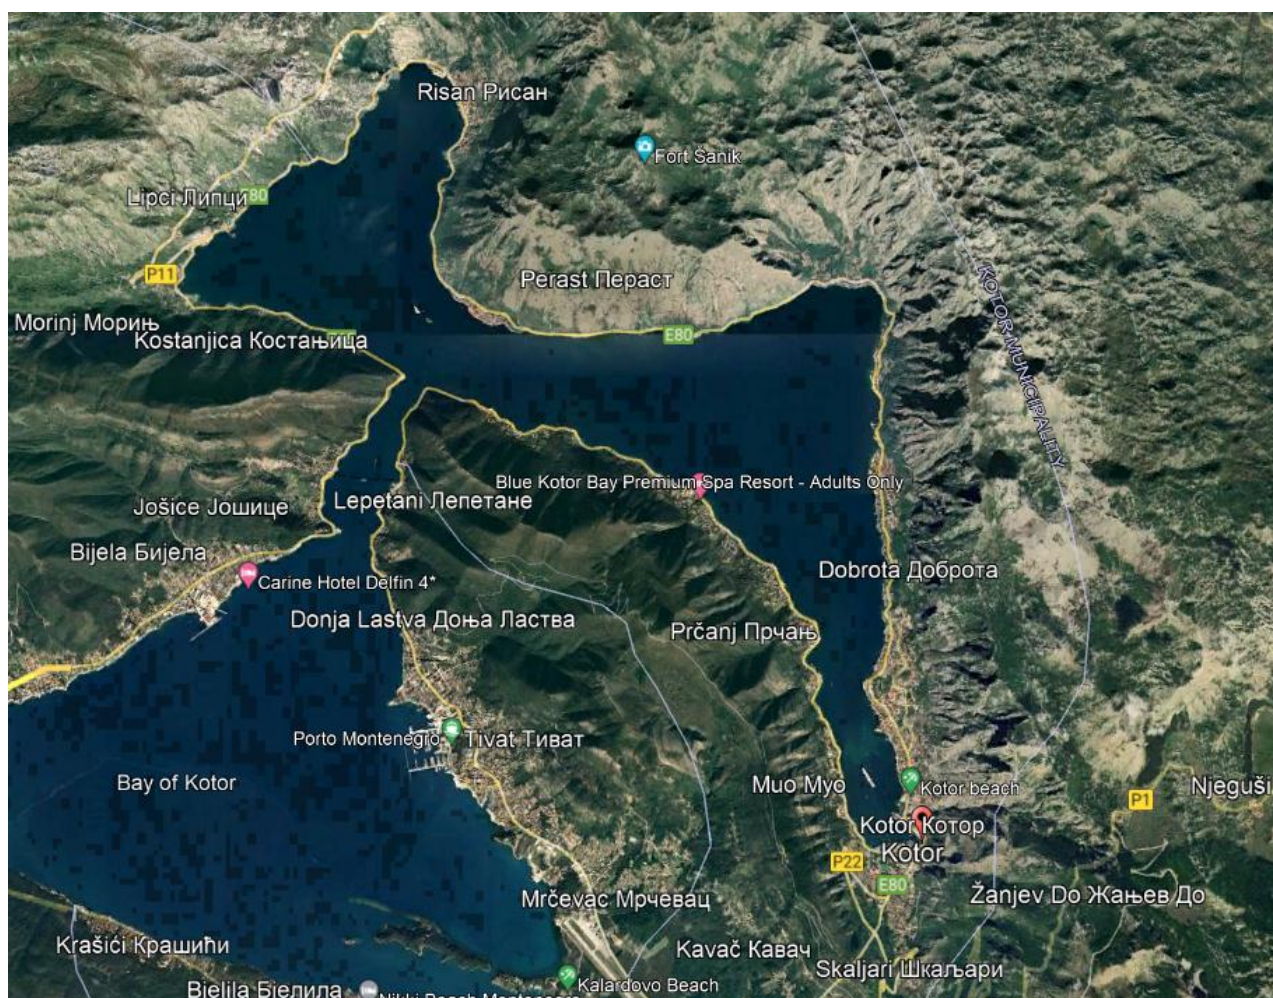 Risan Рисан
Fort Sanik
Lipci Липци
E80
P11
Perast Пераст
KOTOR MUNICIPALITY
Morinj Морињ
Kostanjica Костањица
E80
Blue Kotor Bay Premium Spa Resort - Adults Only
Lepetani Лепетане
Jošice Јошице
Bijela Бијела
Carine Hotel Delfin 4*
Dobrota Доброта
Donja Lastva Доња Ластва
Prčanj Прчањ
Porto Montenegro
Tivat Тиват
Bay of Kotor
Muo Муо
Kotor beach
P1
Njeguši
Kotor Котор
Kotor
P22
E80
Mrčevac Мрчевац
Žanjev Do Жањев До
Krašići Крашићи
Kavač Кавач
Skaljari Шкаљари
Kalardovo Beach
Bjelila Бјелила
Nikki Beach Montenegro